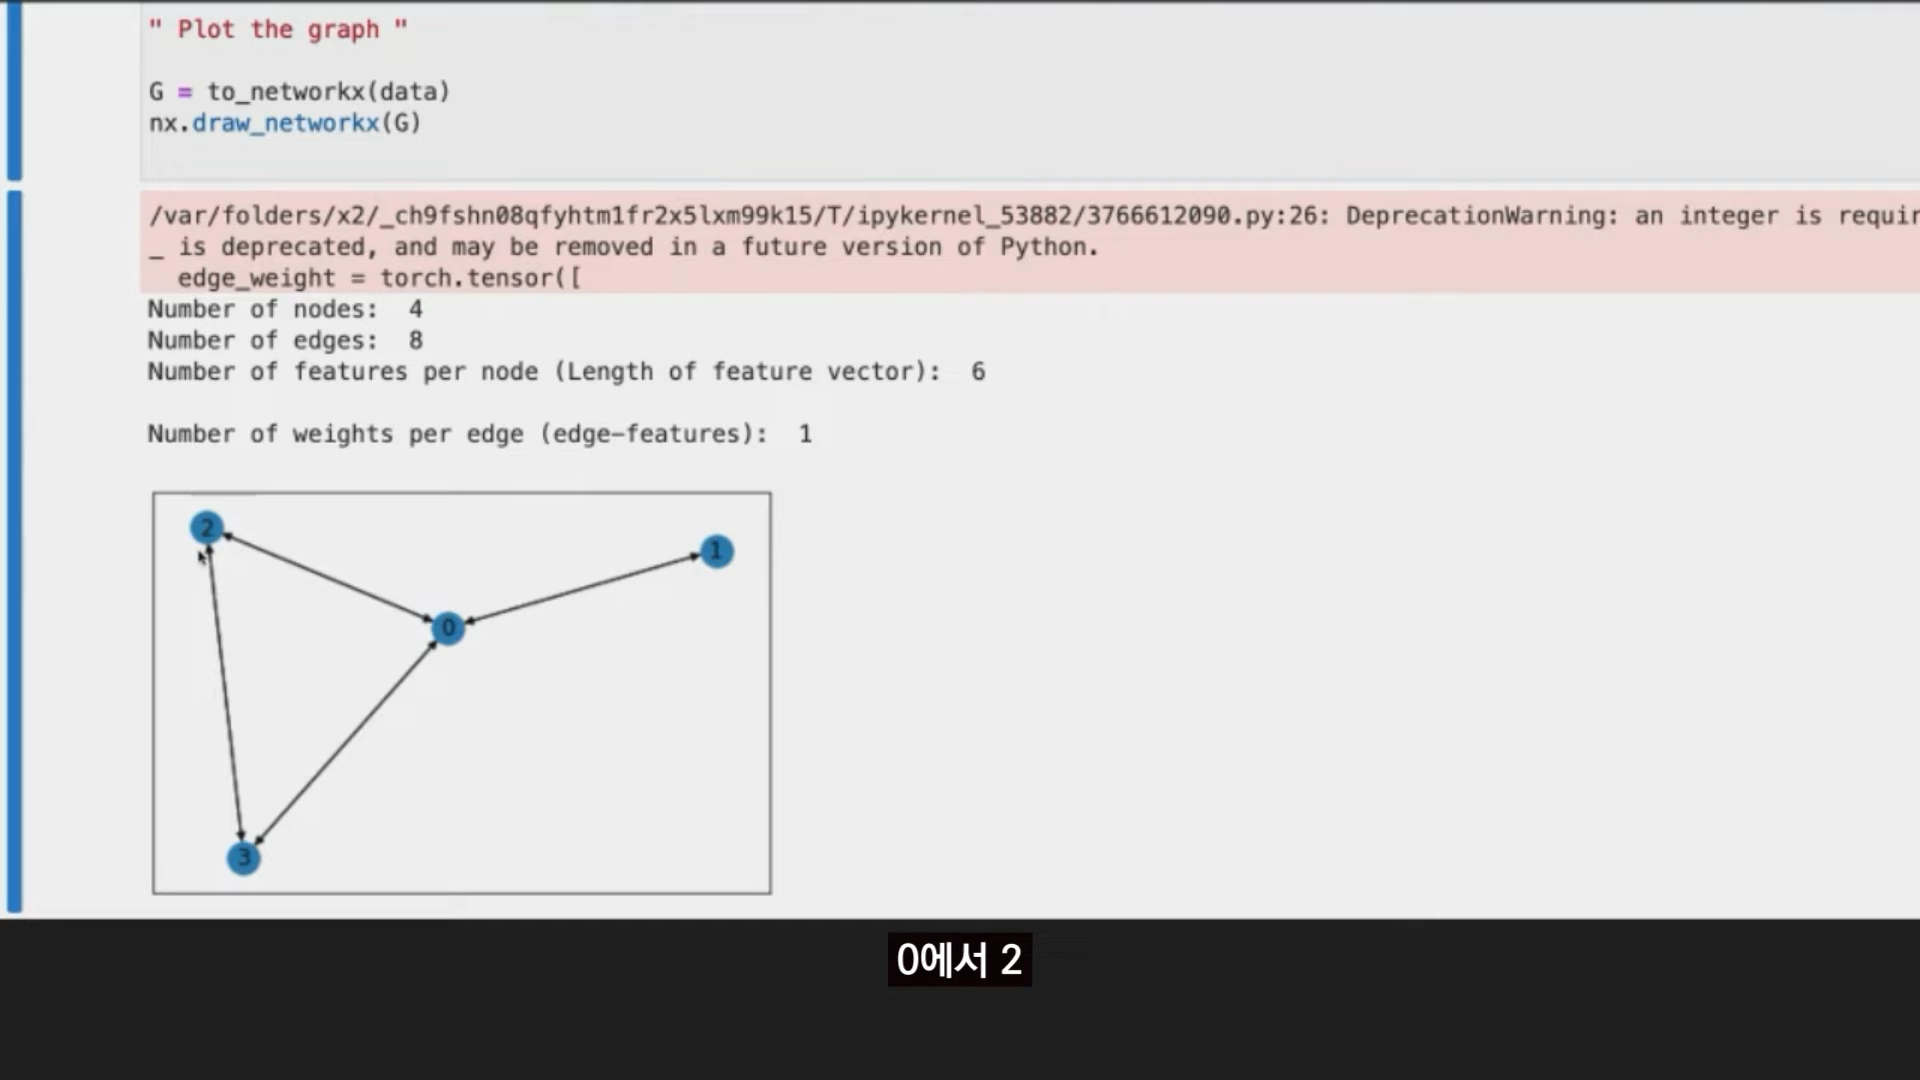 " Plot the graph "
G = to_networkx(data)
nx.draw_networkx(G)
/var/folders/x2/_ch9fshn08qfyhtm1fr2x5lxm99k15/T/ipykernel_53882/3766612090.py:26: DeprecationWarning: an integer is requir
_ is deprecated, and may be removed in a future version of Python.
edge_weight = torch.tensor([
Number of nodes:  4
Number of edges:  8
Number of features per node (Length of feature vector):  6
Number of weights per edge (edge-features):  1
2
1
0
3
0에서 2